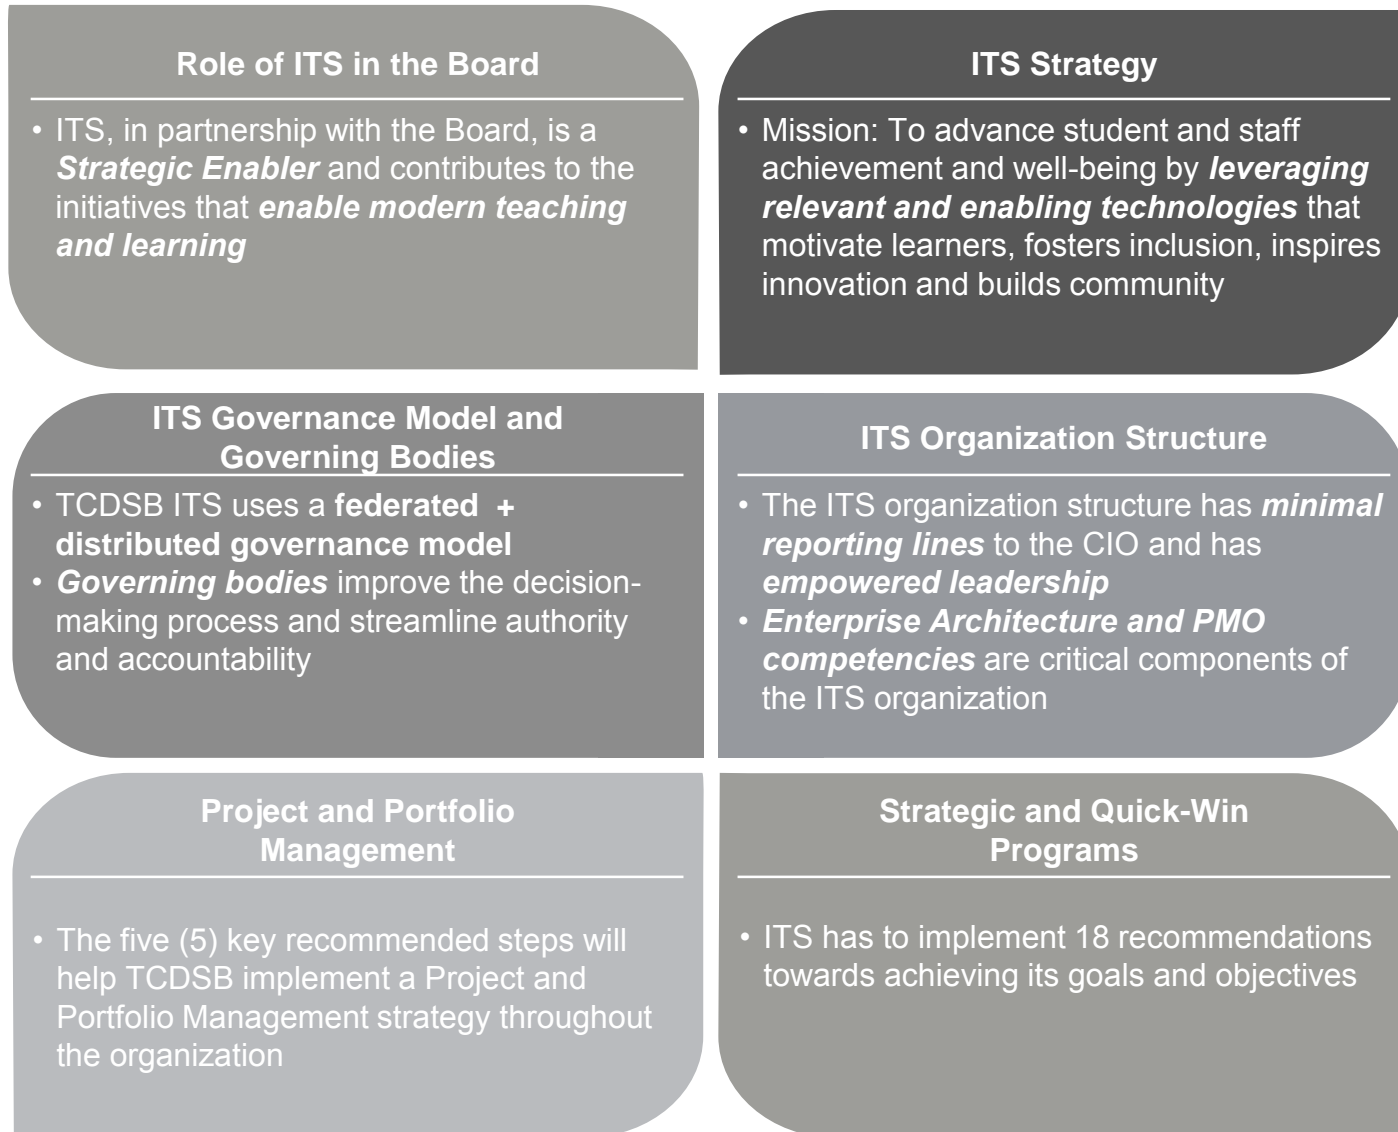 Role of ITS in the Board
• ITS, in partnership with the Board, is a
Strategic Enabler and contributes to the
initiatives that enable modern teaching
and learning
ITS Strategy
• Mission: To advance student and staff
achievement and well-being by leveraging
relevant and enabling technologies that
motivate learners, fosters inclusion, inspires
innovation and builds community
ITS Governance Model and
Governing Bodies
• TCDSB ITS uses a federated + 
distributed governance model
• Governing bodies improve the decision-
making process and streamline authority
and accountability
ITS Organization Structure
• The ITS organization structure has minimal
reporting lines to the CIO and has
empowered leadership
• Enterprise Architecture and PMO
competencies are critical components of
the ITS organization
Project and Portfolio
Management
• The five (5) key recommended steps will
help TCDSB implement a Project and
Portfolio Management strategy throughout
the organization
Strategic and Quick-Win
Programs
• ITS has to implement 18 recommendations
towards achieving its goals and objectives